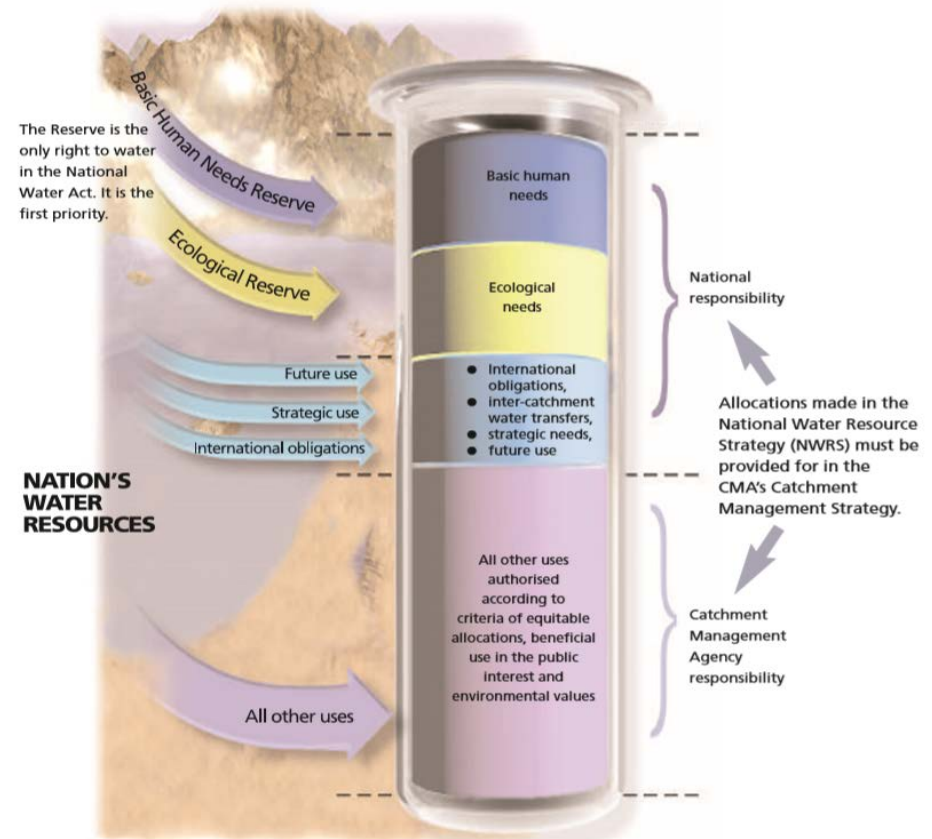 The Reserve is the
only right to water
in the National
Water Act. It is the
first priority.
Basic Human Needs Reserve
Ecological Reserve
Future use
Strategic use
International obligations
NATION'S
WATER
RESOURCES
All other uses
Basic human
needs
Ecological
needs
● International
obligations,
● inter-catchment
water transfers,
● strategic needs,
● future use
All other uses
authorised
according to
criteria of equitable
allocations, beneficial
use in the public
interest and
environmental values
National
responsibility
Allocations made in the
National Water Resource
Strategy (NWRS) must be
provided for in the
CMA's Catchment
Management Strategy.
Catchment
Management
Agency
responsibility